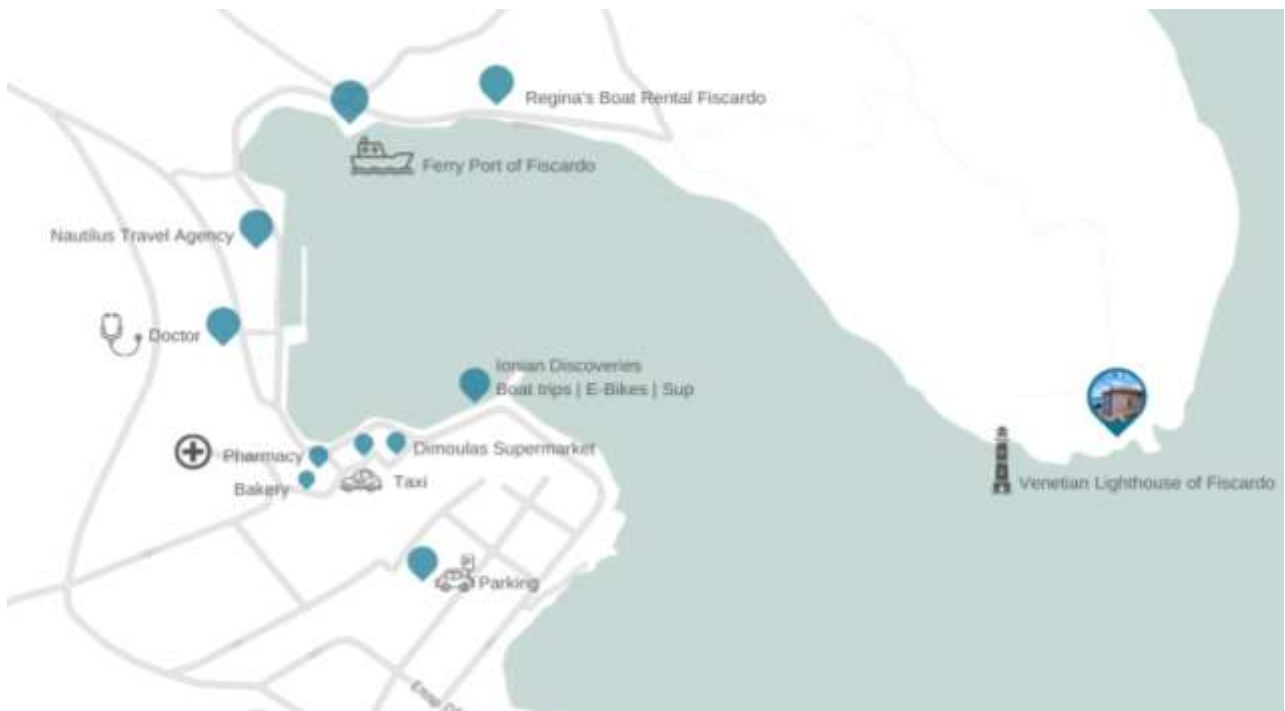 Regina's Boat Rental Fiscardo
Ferry Port of Fiscardo
Nautilus Travel Agency
Doctor
Ionian Discoveries
Boat trips | E-Bikes | Sup
Pharmacy
Dimoulas Supermarket
Bakery
Taxi
Venetian Lighthouse of Fiscardo
P
Parking